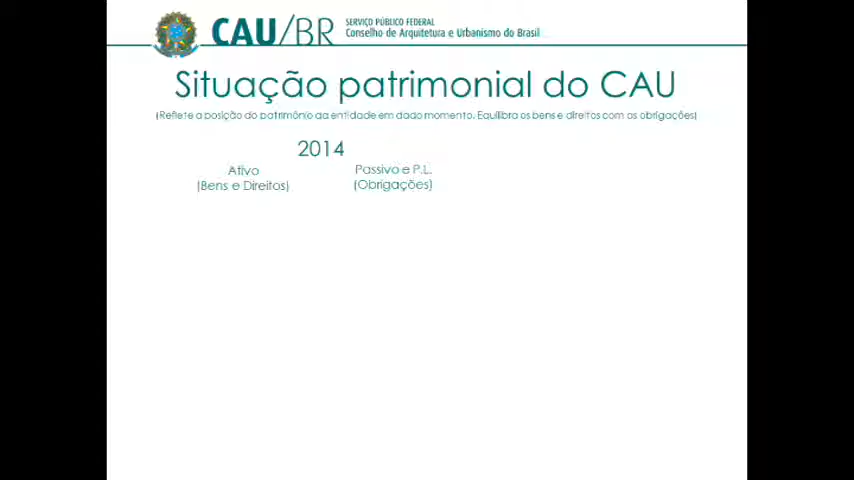 CAU/BR
SERVIÇO PÚBLICO FEDERAL
Conselho de Arquitetura e Urbanismo do Brasil
Situação patrimonial do CAU
(Reflete a posição do patrimônio da entidade em dado momento. Equilibra os bens e direitos com as obrigações)
2014
Ativo
(Bens e Direitos)
Passivo e P.L.
(Obrigações)